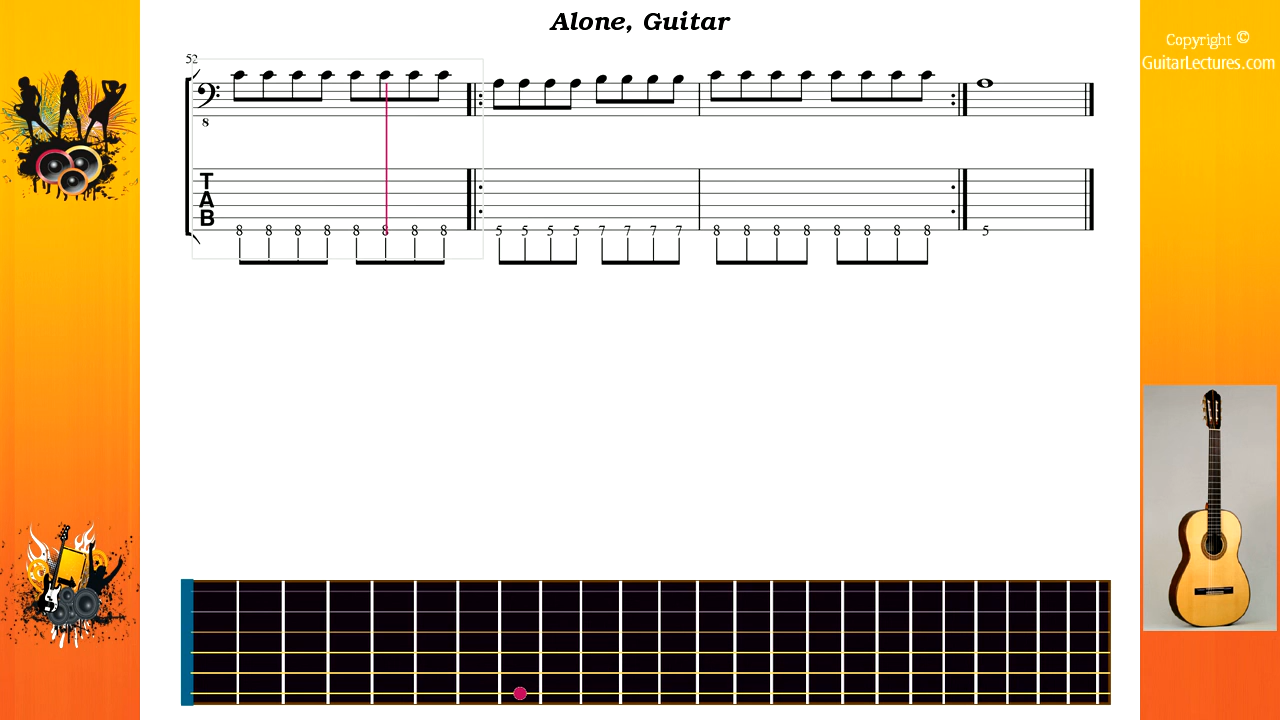 Alone, Guitar
Copyright ©
GuitarLectures.com
52
8
T
A
B
8 8 8 8 8 8 8 8 5 5 5 5 7 7 7 7 8 8 8 8 8 8 8 8 5